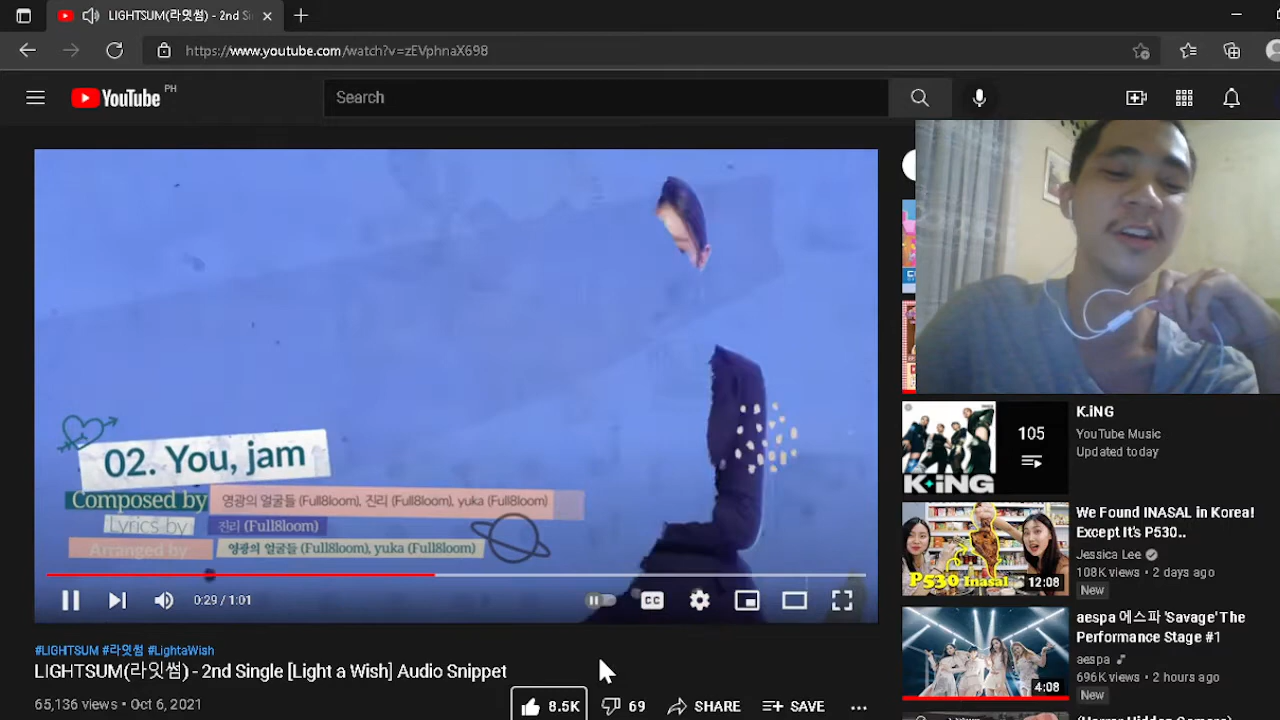 LIGHTSUM(라잇썸) - 2nd Si
https://www.youtube.com/watch?v=zEVphnaX698
YouTube PH
Search
02. You, jam
Composed by 영광의 얼굴들 (Full8loom), 진리 (Full8loom), yuka (Full8loom)
Lyrics by 진리 (Full8loom)
Arranged by 영광의 얼굴들 (Full8loom), yuka (Full8loom)
0:29 / 1:01
CC
#LIGHTSUM #라잇썸 #LightaWish
LIGHTSUM(라잇썸) - 2nd Single [Light a Wish] Audio Snippet
65,136 views • Oct 6, 2021
8.5K
69
SHARE
SAVE
K.iNG
105
K.iNG
YouTube Music
Updated today
P530 Inasal
12:08
We Found INASAL in Korea!
Except It's P530..
Jessica Lee
108K views • 2 days ago
New
4:08
aespa 에스파 'Savage' The
Performance Stage #1
aespa
696K views • 2 hours ago
New